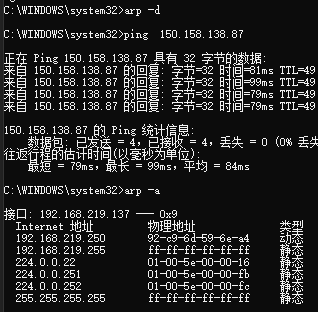 C:\WINDOWS\system32>arp -d
C:\WINDOWS\system32>ping  150.158.138.87
正在 Ping 150.158.138.87 具有 32 字节的数据:
来自 150.158.138.87 的回复: 字节=32 时间=81ms TTL=49
来自 150.158.138.87 的回复: 字节=32 时间=99ms TTL=49
来自 150.158.138.87 的回复: 字节=32 时间=79ms TTL=49
来自 150.158.138.87 的回复: 字节=32 时间=79ms TTL=49
150.158.138.87 的 Ping 统计信息:
数据包: 已发送 = 4，已接收 = 4，丢失 = 0 (0% 丢失
往返行程的估计时间(以毫秒为单位):
最短 = 79ms，最长 = 99ms，平均 = 84ms
C:\WINDOWS\system32>arp -a
接口: 192.168.219.137 --- 0x9
Internet 地址 物理地址 类型
192.168.219.250 92-c9-6d-59-6e-a4 动态
192.168.219.255 ff-ff-ff-ff-ff-ff 静态
224.0.0.22 01-00-5e-00-00-16 静态
224.0.0.251 01-00-5e-00-00-fb 静态
224.0.0.252 01-00-5e-00-00-fc 静态
255.255.255.255 ff-ff-ff-ff-ff-ff 静态